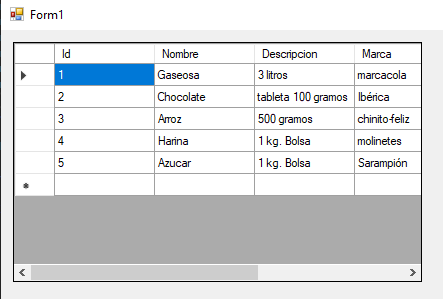 Form1
Id Nombre Descripcion Marca
1 Gaseosa 3 litros marcacola
2 Chocolate tableta 100 gramos Ibérica
3 Arroz 500 gramos chinito-feliz
4 Harina 1 kg. Bolsa molinetes
5 Azucar 1 kg. Bolsa Sarampión